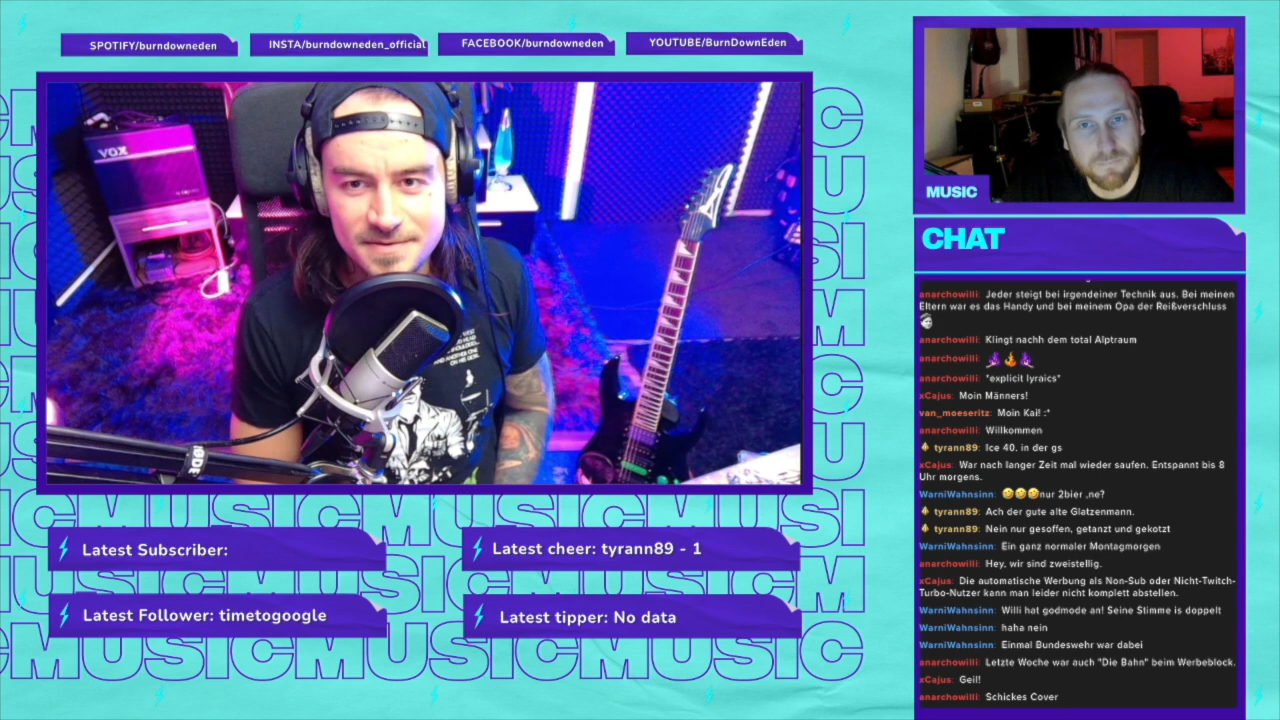 SPOTIFY/burndowneden
INSTA/burndowneden_official
FACEBOOK/burndowneden
YOUTUBE/BurnDownEden
VOX
MUSIC
CHAT
anarchowilli: Jeder steigt bei irgendeiner Technik aus. Bei meinen
Eltern war es das Handy und bei meinem Opa der Reißverschluss
anarchowilli: Klingt nachh dem total Alptraum
anarchowilli:
anarchowilli: *explicit lyraics*
xCajus: Moin Männers!
van_moeseritz: Moin Kai! :*
anarchowilli: Willkommen
tyrann89: Ice 40. in der gs
xCajus: War nach langer Zeit mal wieder saufen. Entspannt bis 8
Uhr morgens.
WarniWahnsinn: 🤣🤣🤣nur 2bier ,ne?
tyrann89: Ach der gute alte Glatzenmann.
tyrann89: Nein nur gesoffen, getanzt und gekotzt
WarniWahnsinn: Ein ganz normaler Montagmorgen
anarchowilli: Hey, wir sind zweistellig.
xCajus: Die automatische Werbung als Non-Sub oder Nicht-Twitch-
Turbo-Nutzer kann man leider nicht komplett abstellen.
WarniWahnsinn: Willi hat godmode an! Seine Stimme is doppelt
WarniWahnsinn: haha nein
WarniWahnsinn: Einmal Bundeswehr war dabei
anarchowilli: Letzte Woche war auch "Die Bahn" beim Werbeblock.
xCajus: Geil!
anarchowilli: Schickes Cover
Latest Subscriber:
Latest cheer: tyrann89 - 1
Latest Follower: timetogoogle
Latest tipper: No data
MUSICMUSICMUSICMUSIC